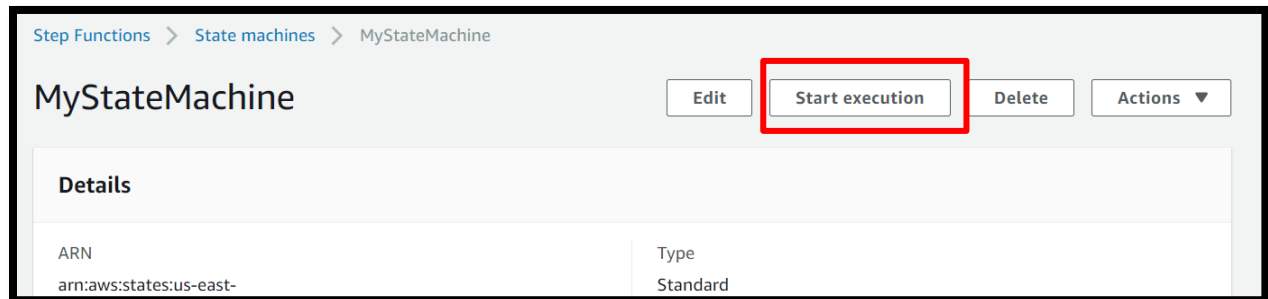 Step Functions > State machines > MyStateMachine
MyStateMachine Edit Start execution Delete Actions ▼
Details
ARN Type
arn:aws:states:us-east- Standard